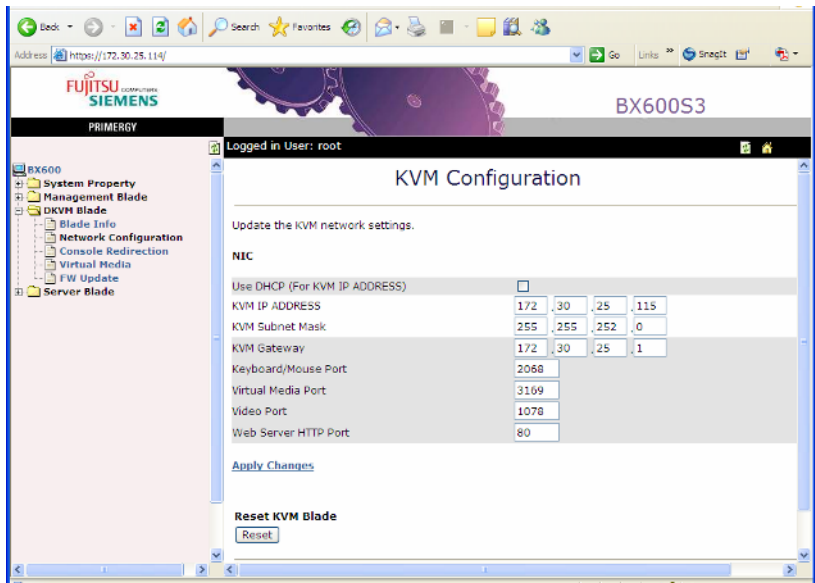 Back Search Favorites
Address https://172.30.25.114/ Go Links » SnagIt
FUJITSU COMPUTERS
SIEMENS
BX600S3
PRIMERGY
Logged in User: root
BX600
System Property
Management Blade
DKVM Blade
Blade Info
Network Configuration
Console Redirection
Virtual Media
FW Update
Server Blade
KVM Configuration
Update the KVM network settings.
NIC
Use DHCP (For KVM IP ADDRESS)
KVM IP ADDRESS 172 .30 .25 .115
KVM Subnet Mask 255 .255 .252 .0
KVM Gateway 172 .30 .25 .1
Keyboard/Mouse Port 2068
Virtual Media Port 3169
Video Port 1078
Web Server HTTP Port 80
Apply Changes
Reset KVM Blade
Reset